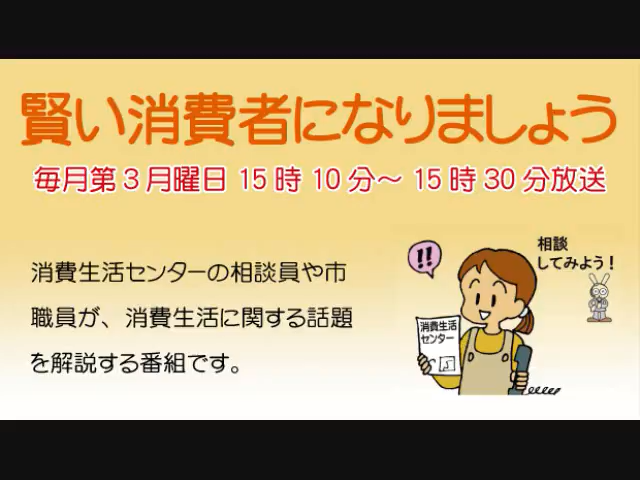 賢い消費者になりましょう
毎月第3月曜日 15時10分～15時30分放送
消費生活センターの相談員や市
職員が、消費生活に関する話題
を解説する番組です。
!!
相談
してみよう！
消費生活
センター